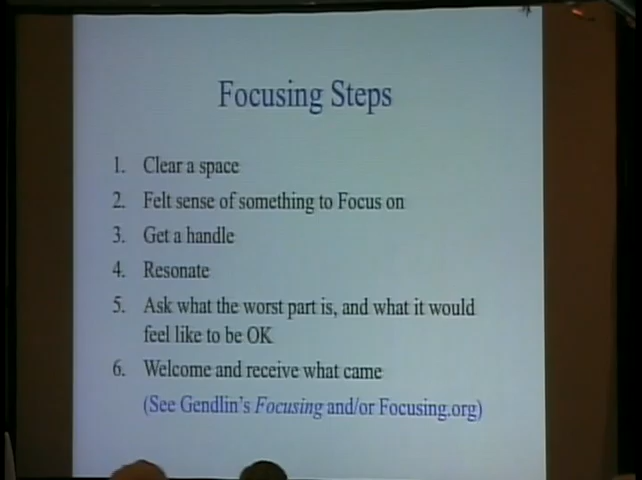 Focusing Steps
1. Clear a space
2. Felt sense of something to Focus on
3. Get a handle
4. Resonate
5. Ask what the worst part is, and what it would
feel like to be OK
6. Welcome and receive what came
(See Gendlin's Focusing and/or Focusing.org)